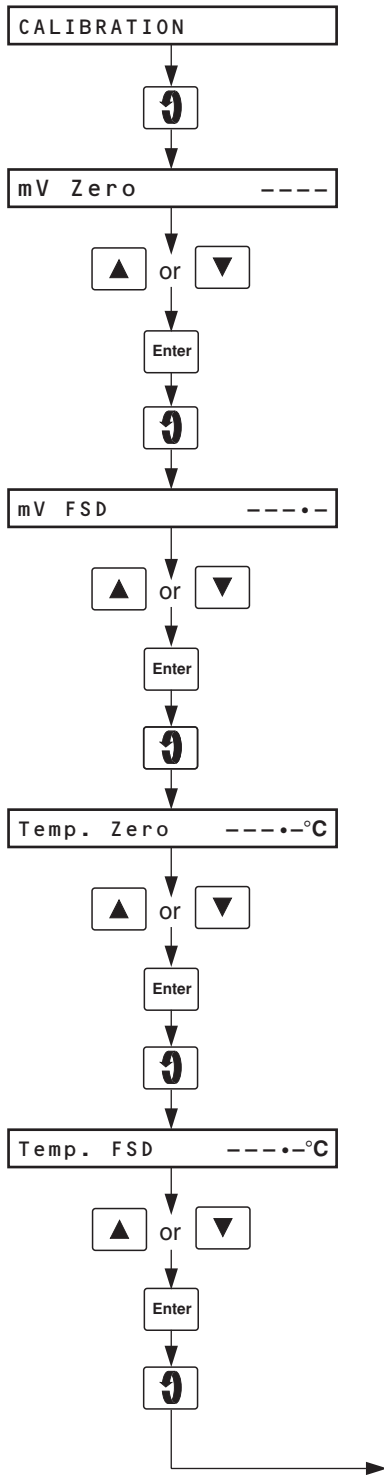 CALIBRATION
mV Zero ––––
▲ or ▼
Enter
mV FSD –––•–
▲ or ▼
Enter
Temp. Zero –––•–°C
▲ or ▼
Enter
Temp. FSD –––•–°C
▲ or ▼
Enter